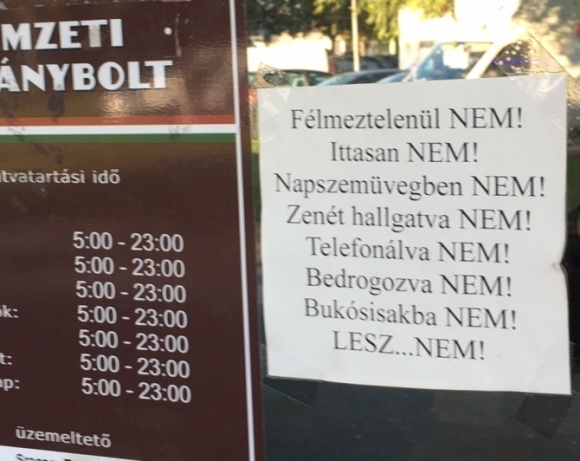 MZETI
ÁNYBOLT
tvatartási idő
5:00 - 23:00
5:00 - 23:00
5:00 - 23:00
ök: 5:00 - 23:00
5:00 - 23:00
t: 5:00 - 23:00
ap: 5:00 - 23:00
üzemeltető
Félmeztelenül NEM!
Ittasan NEM!
Napszemüvegben NEM!
Zenét hallgatva NEM!
Telefonálva NEM!
Bedrogozva NEM!
Bukósisakba NEM!
LESZ...NEM!